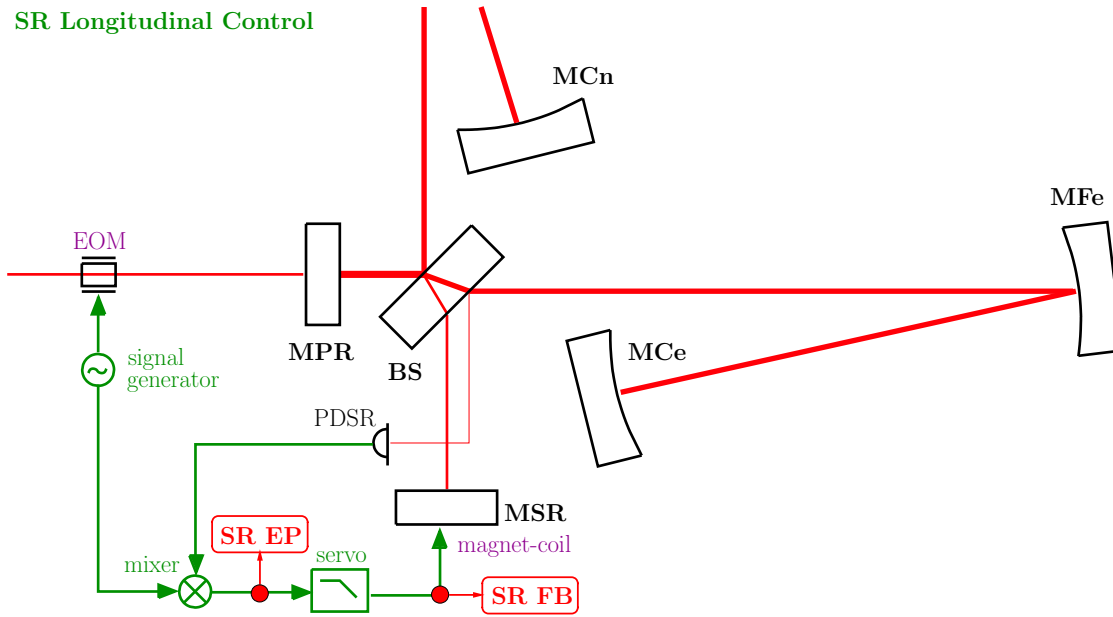 SR Longitudinal Control
MCn
MFe
EOM
MPR
BS
MCe
signal
generator
PDSR
MSR
magnet-coil
SR EP
servo
mixer
SR FB